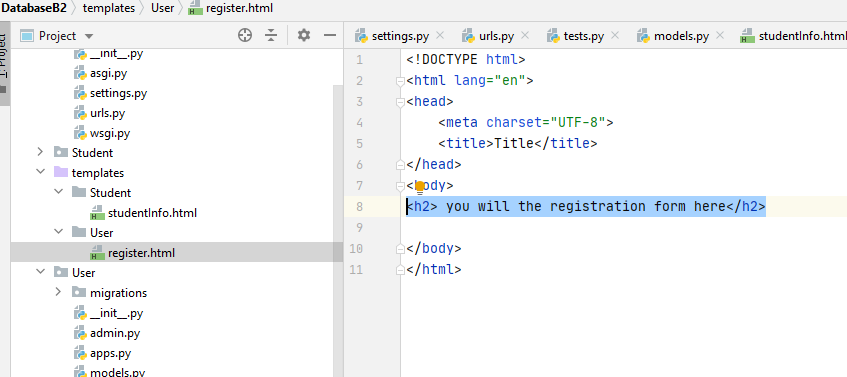 DatabaseB2 > templates > User > register.html
1: Project
Project
settings.py urls.py tests.py models.py studentInfo.html
__init__.py
asgi.py
settings.py
urls.py
wsgi.py
Student
templates
Student
studentInfo.html
User
register.html
User
migrations
__init__.py
admin.py
apps.py
models.py
1 <!DOCTYPE html>
2 <html lang="en">
3 <head>
4 <meta charset="UTF-8">
5 <title>Title</title>
6 </head>
7 <body>
8 <h2> you will the registration form here</h2>
9
10 </body>
11 </html>